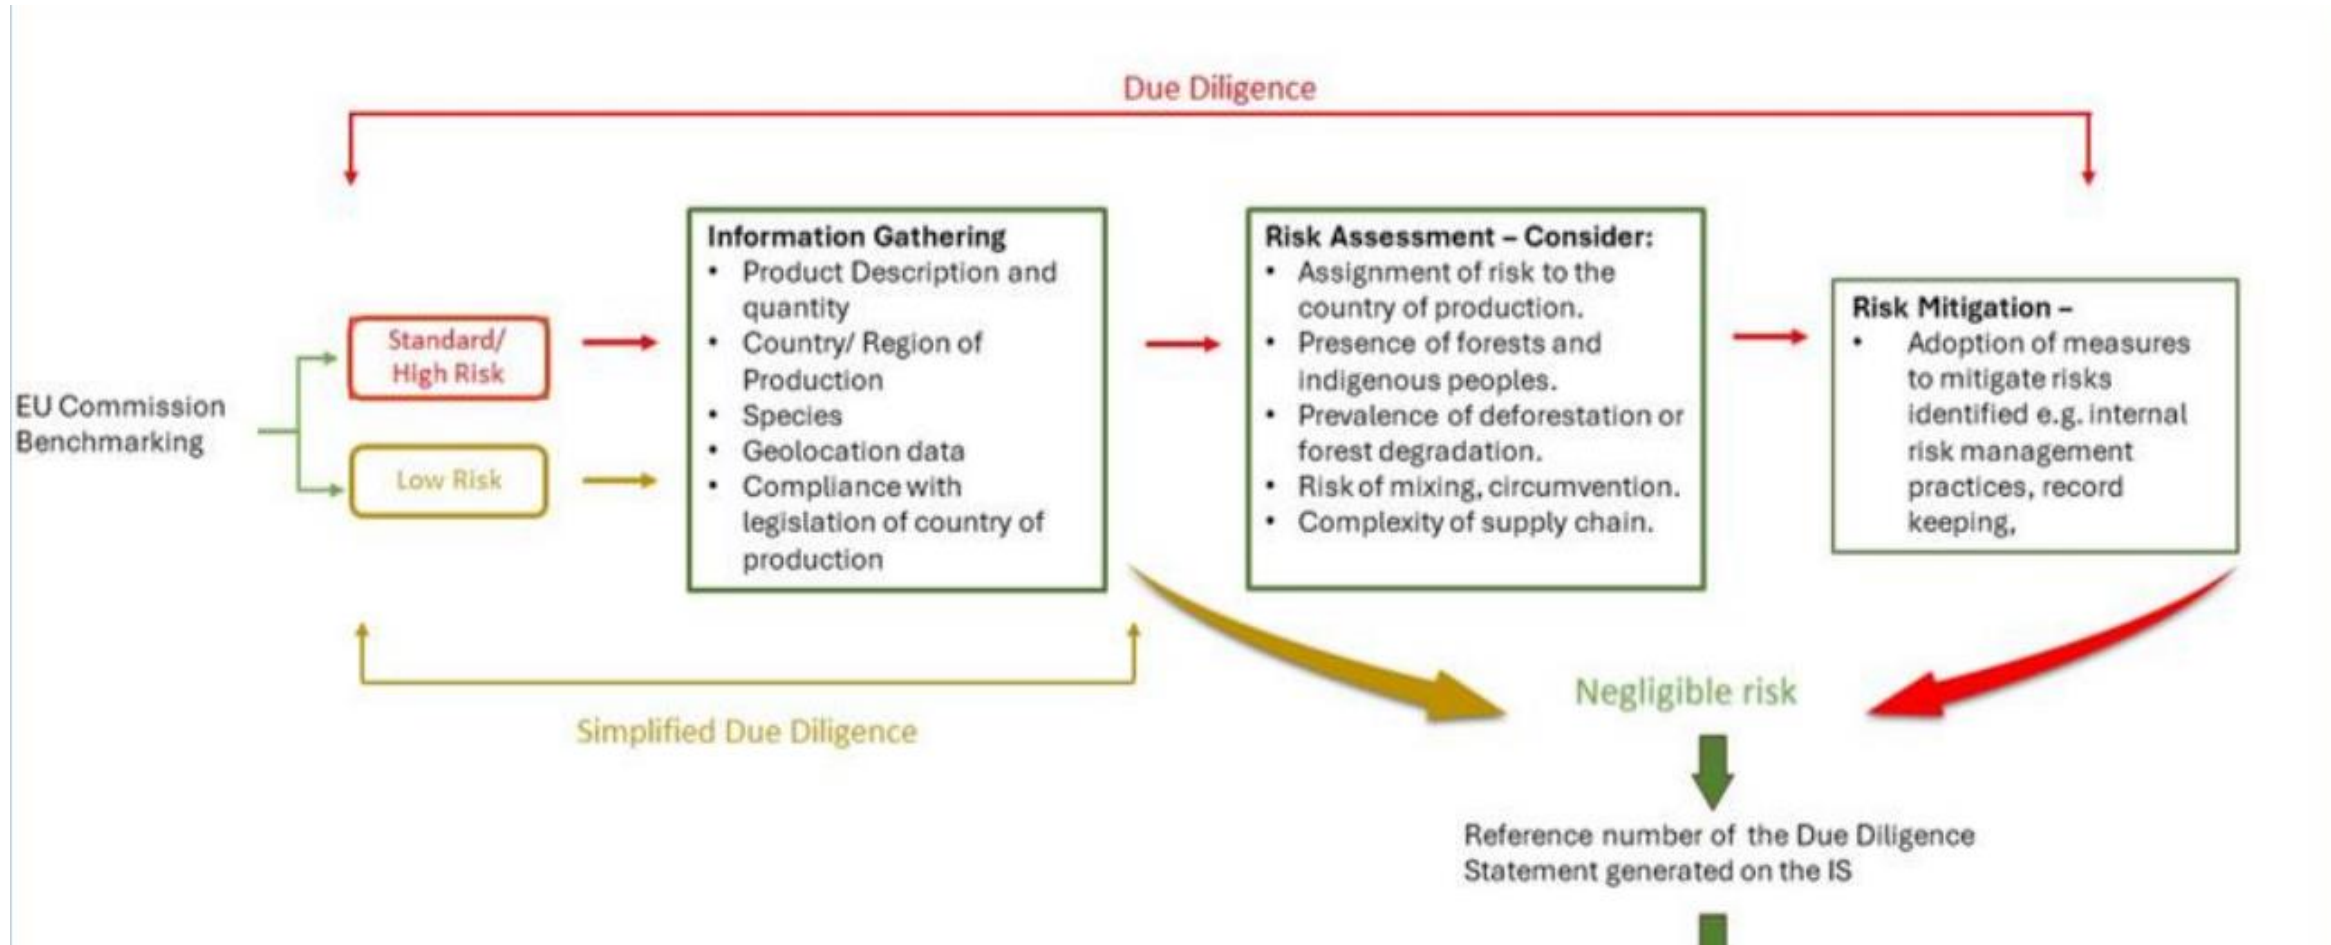 Due Diligence
EU Commission
Benchmarking
Standard/
High Risk
Low Risk
Information Gathering
• Product Description and
quantity
• Country/ Region of
Production
• Species
• Geolocation data
• Compliance with
legislation of country of
production
Risk Assessment – Consider:
• Assignment of risk to the
country of production.
• Presence of forests and
indigenous peoples.
• Prevalence of deforestation or
forest degradation.
• Risk of mixing, circumvention.
• Complexity of supply chain.
Risk Mitigation –
• Adoption of measures
to mitigate risks
identified e.g. internal
risk management
practices, record
keeping,
Simplified Due Diligence
Negligible risk
Reference number of the Due Diligence
Statement generated on the IS